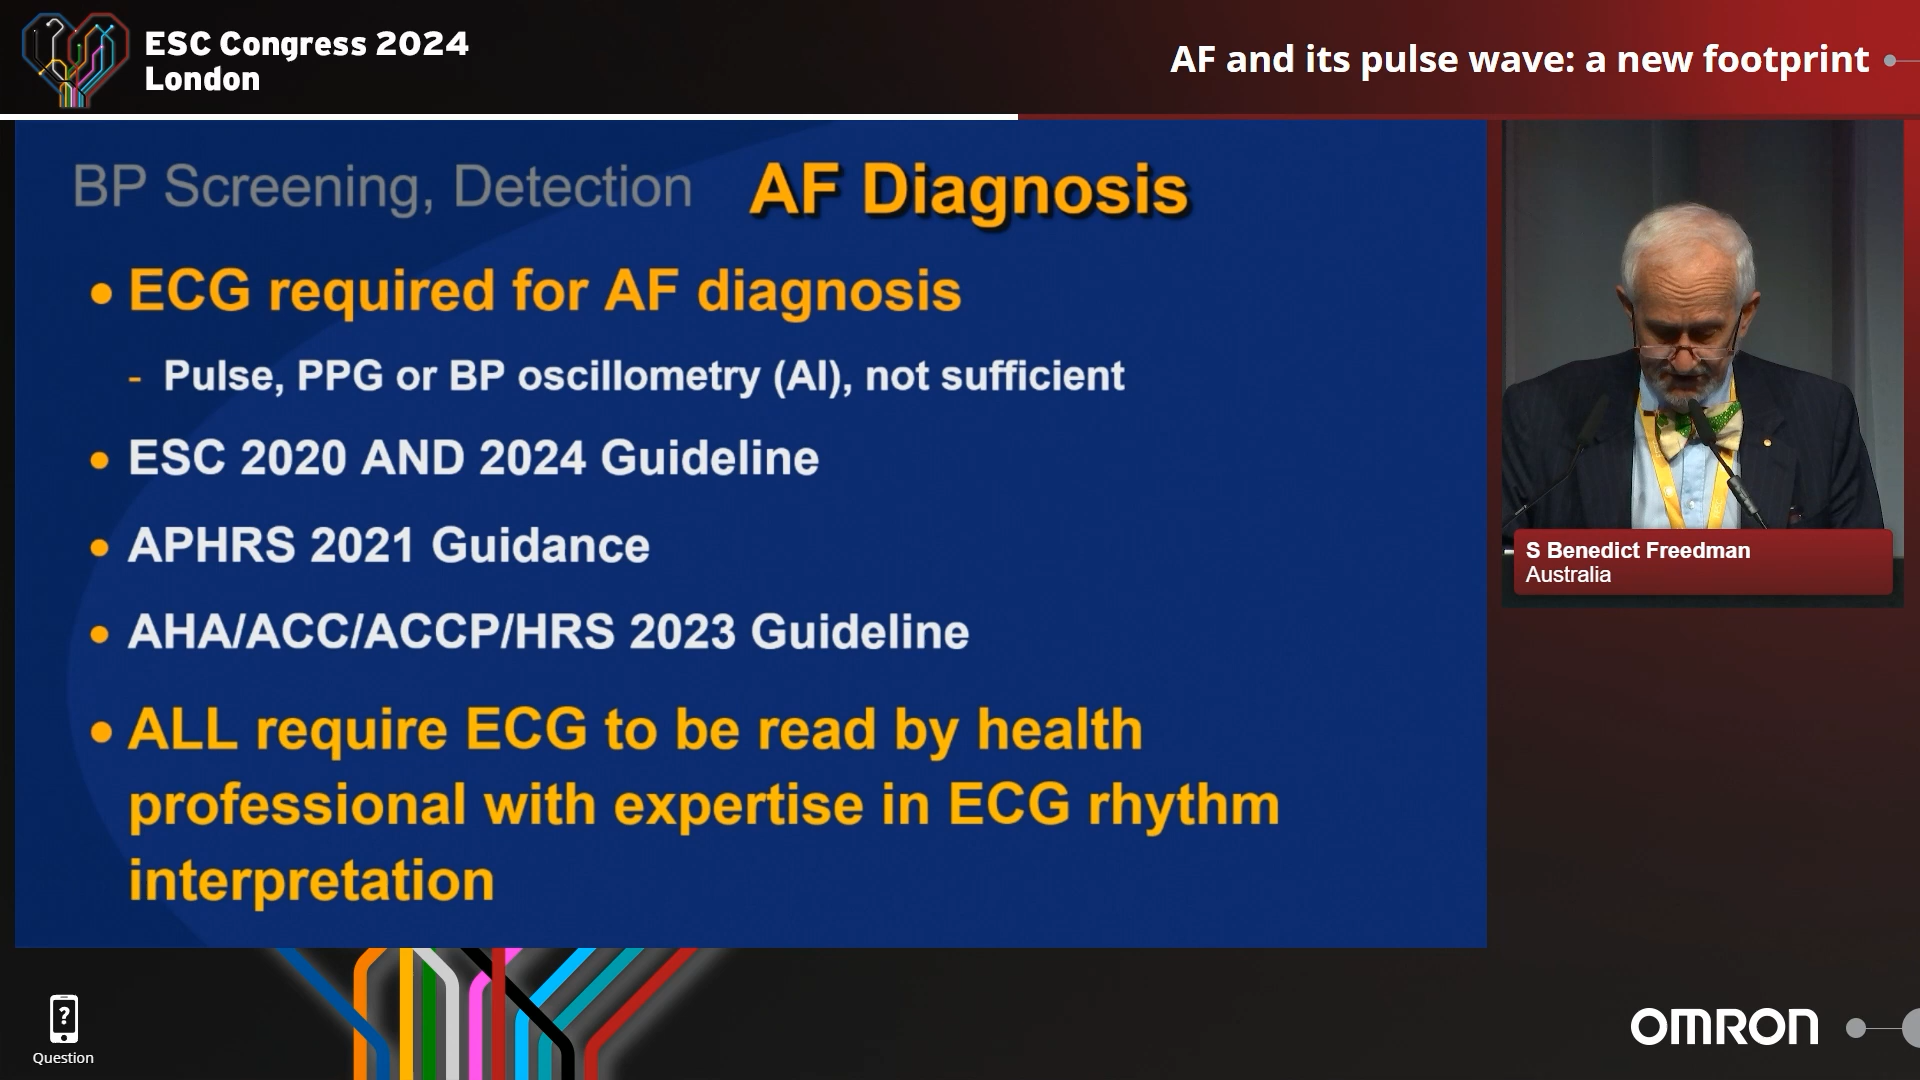 ESC Congress 2024
London
AF and its pulse wave: a new footprint
BP Screening, Detection AF Diagnosis
• ECG required for AF diagnosis
- Pulse, PPG or BP oscillometry (AI), not sufficient
• ESC 2020 AND 2024 Guideline
• APHRS 2021 Guidance
• AHA/ACC/ACCP/HRS 2023 Guideline
• ALL require ECG to be read by health
professional with expertise in ECG rhythm
interpretation
S Benedict Freedman
Australia
?
Question
OMRON